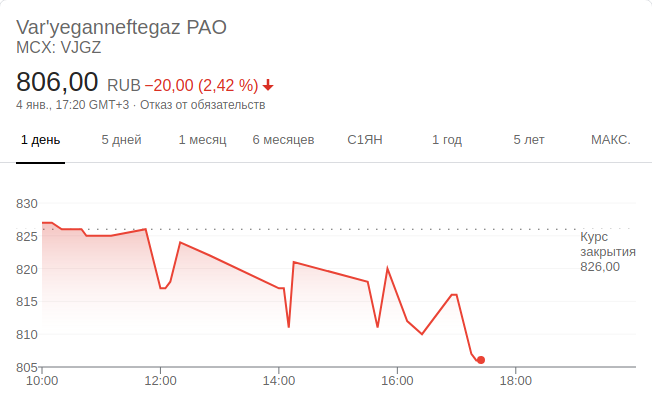 Var'yeganneftegaz PAO
MCX: VJGZ
806,00 RUB −20,00 (2,42 %)
4 янв., 17:20 GMT+3 · Отказ от обязательств
1 день 5 дней 1 месяц 6 месяцев С1ЯН 1 год 5 лет МАКС.
830
825
820
815
810
805
Курс
закрытия
826,00
10:00 12:00 14:00 16:00 18:00